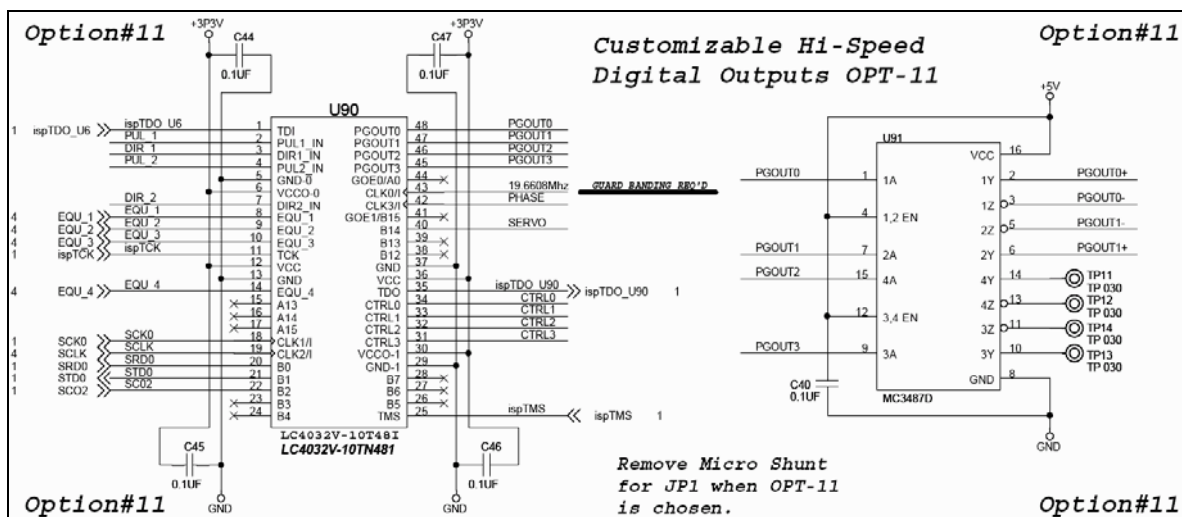 Option#11
Option#11
Customizable Hi-Speed
Digital Outputs OPT-11
+3P3V
C44
0.1UF
+3P3V
C47
0.1UF
U90
1 ispTDO_U6 ispTDO_U6 1 TDI
PUL_1 2 PUL1_IN
DIR_1 3 DIR1_IN
PUL_2 4 PUL2_IN
5 GND-0
6 VCCO-0
DIR_2 7 DIR2_IN
4 EQU_1 EQU_1 8 EQU_1
4 EQU_2 EQU_2 9 EQU_2
4 EQU_3 EQU_3 10 EQU_3
1 ispTCK ispTCK 11 TCK
12 VCC
13 GND
4 EQU_4 EQU_4 14 EQU_4
15 A13
16 A14
17 A15
1 SCK0 SCK0 18 CLK1/I
4 SCLK SCLK 19 CLK2/I
1 SRD0 SRD0 20 B0
1 STD0 STD0 21 B1
1 SCO2 SC02 22 B2
23 B3
24 B4
PGOUT0 48 PGOUT0
PGOUT1 47 PGOUT1
PGOUT2 46 PGOUT2
PGOUT3 45 PGOUT3
GOE0/A0 44
CLK0/I 43 19.6608Mhz GUARD BANDING REQ'D
CLK3/I 42 PHASE
GOE1/B15 41
B14 40 SERVO
B13 39
B12 38
GND 37
VCC 36
TDO 35 ispTDO_U90 ispTDO_U90 1
CTRL0 34 CTRL0
CTRL1 33 CTRL1
CTRL2 32 CTRL2
CTRL3 31 CTRL3
VCCO-1 30
GND-1 29
B7 28
B6 27
B5 26
TMS 25 ispTMS ispTMS 1
LC4032V-10T48I
LC4032V-10TN481
C45
0.1UF
GND
C46
0.1UF
GND
+5V
U91
VCC 16
PGOUT0 1 1A 1Y 2 PGOUT0+
1Z 3 PGOUT0-
4 1,2 EN 2Z 5 PGOUT1-
PGOUT1 7 2A 2Y 6 PGOUT1+
PGOUT2 15 4A 4Y 14 TP11
TP 030
4Z 13 TP12
TP 030
12 3,4 EN 3Z 11 TP14
TP 030
PGOUT3 9 3A 3Y 10 TP13
TP 030
GND 8
C40
0.1UF
MC3487D
GND
Remove Micro Shunt
for JP1 when OPT-11
is chosen.
Option#11
Option#11